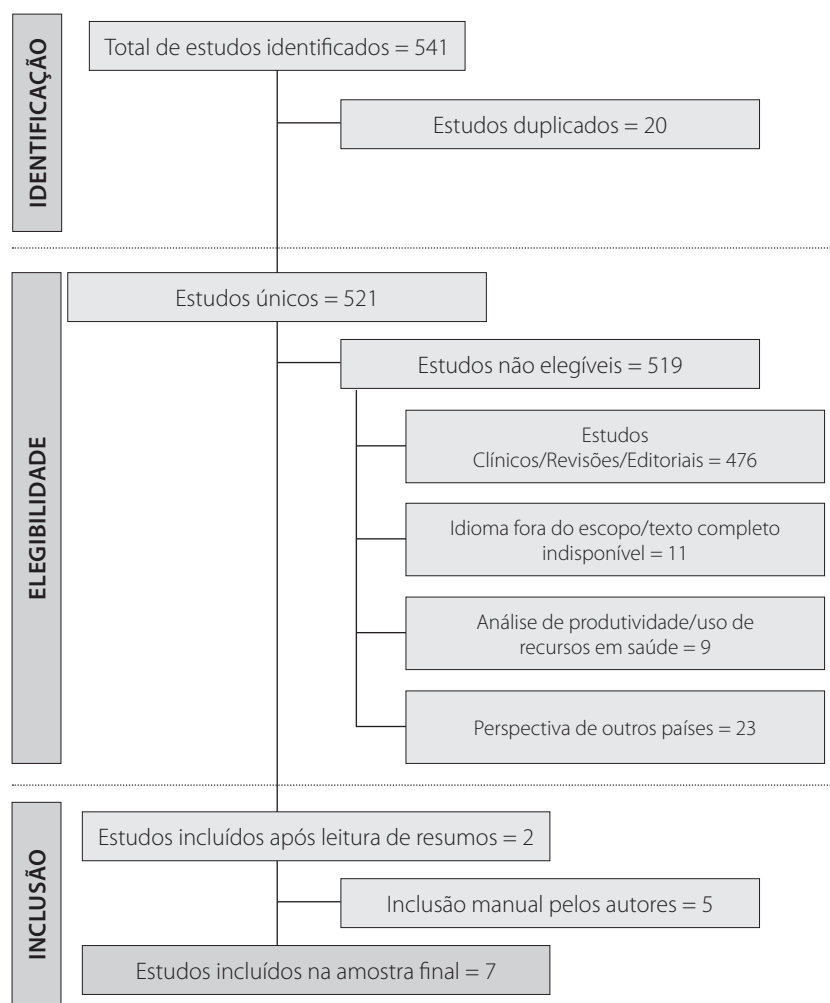 IDENTIFICAÇÃO
Total de estudos identificados = 541
Estudos duplicados = 20
ELEGIBILIDADE
Estudos únicos = 521
Estudos não elegíveis = 519
Estudos
Clínicos/Revisões/Editoriais = 476
Idioma fora do escopo/texto completo
indisponível = 11
Análise de produtividade/uso de
recursos em saúde = 9
Perspectiva de outros países = 23
INCLUSÃO
Estudos incluídos após leitura de resumos = 2
Inclusão manual pelos autores = 5
Estudos incluídos na amostra final = 7